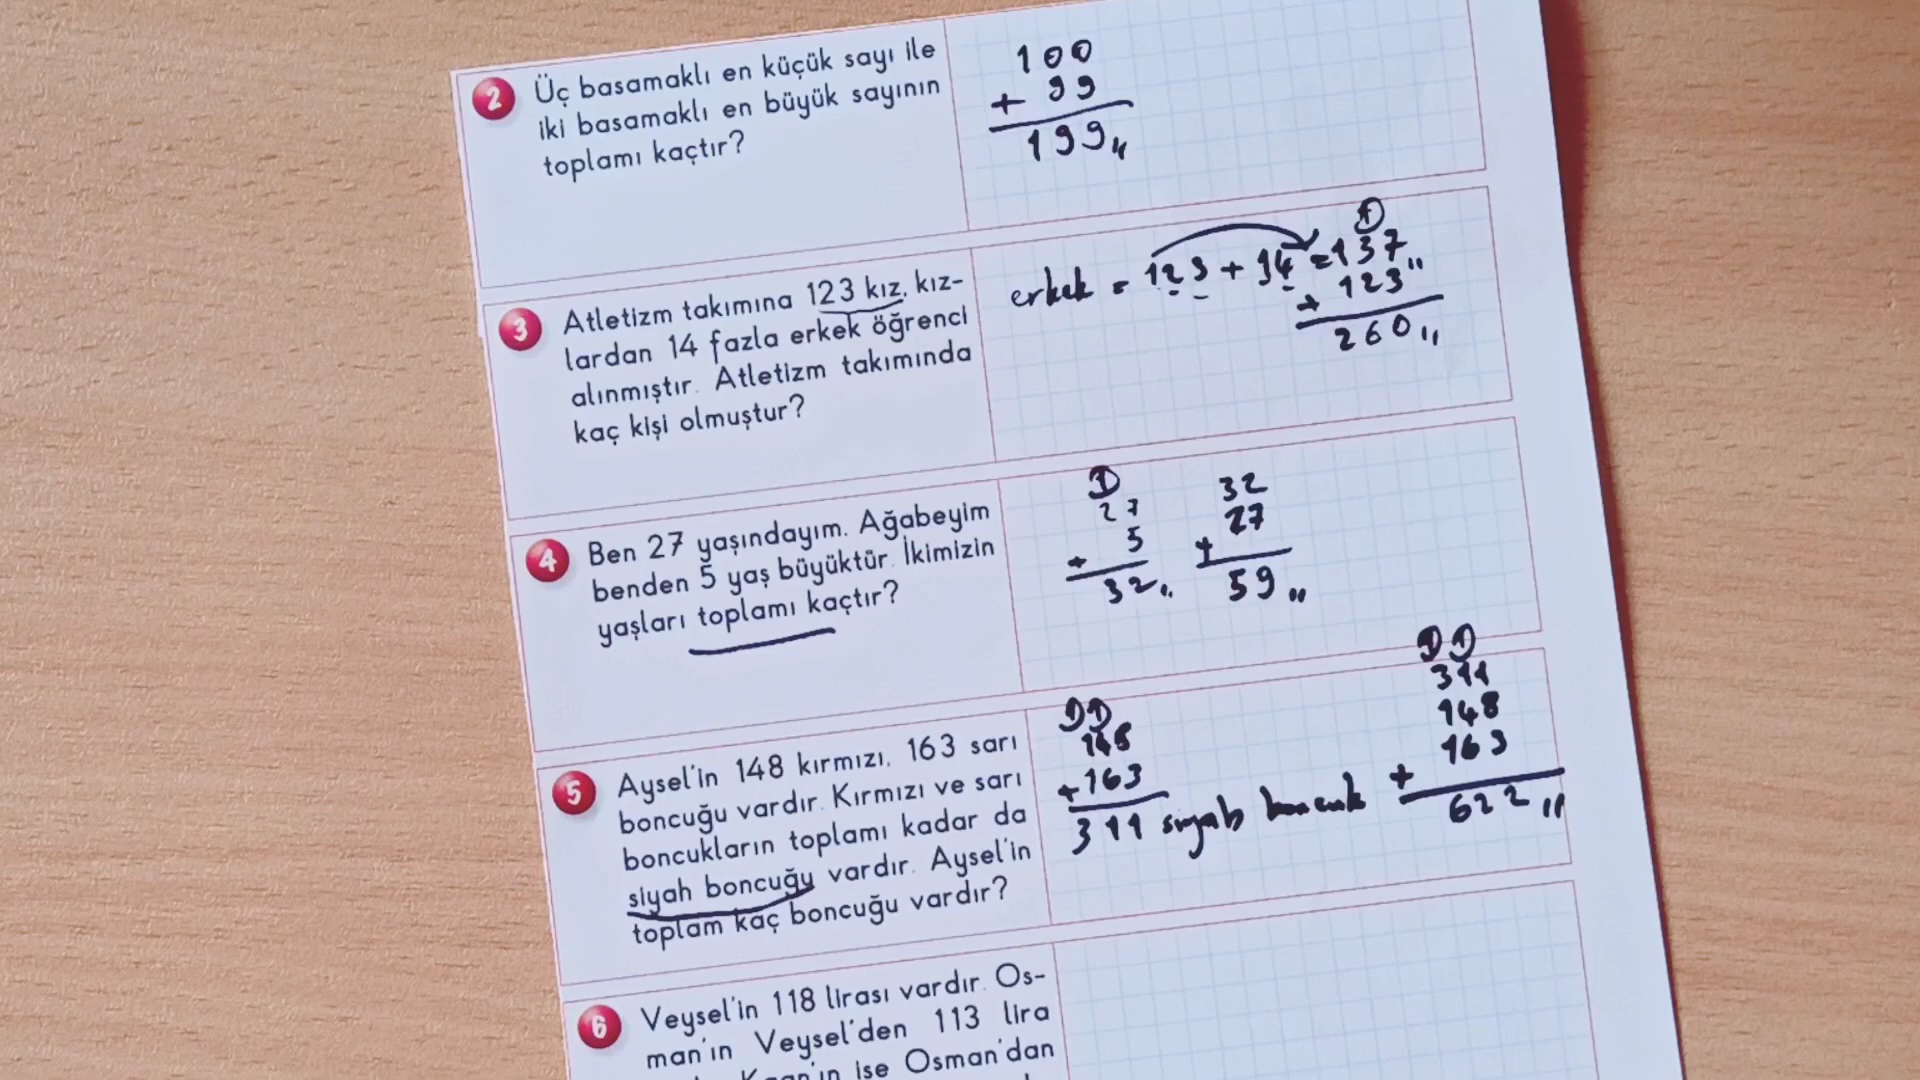 2 Üç basamaklı en küçük sayı ile
iki basamaklı en büyük sayının
toplamı kaçtır?
100
+ 99
199,,
3 Atletizm takımına 123 kız, kız-
lardan 14 fazla erkek öğrenci
alınmıştır. Atletizm takımında
kaç kişi olmuştur?
1
erkek = 123 + 14 = 137,,
+ 123
260,,
4 Ben 27 yaşındayım. Ağabeyim
benden 5 yaş büyüktür. İkimizin
yaşları toplamı kaçtır?
1
27
+ 5
32,,
32
+ 27
59,,
5 Aysel'in 148 kırmızı, 163 sarı
boncuğu vardır. Kırmızı ve sarı
boncukların toplamı kadar da
siyah boncuğu vardır. Aysel'in
toplam kaç boncuğu vardır?
1 1
148
+163
311 siyah boncuk
1 1
311
148
+ 163
622,,
6 Veysel'in 118 lirası vardır. Os-
man'ın Veysel'den 113 lira
ise Osman'dan